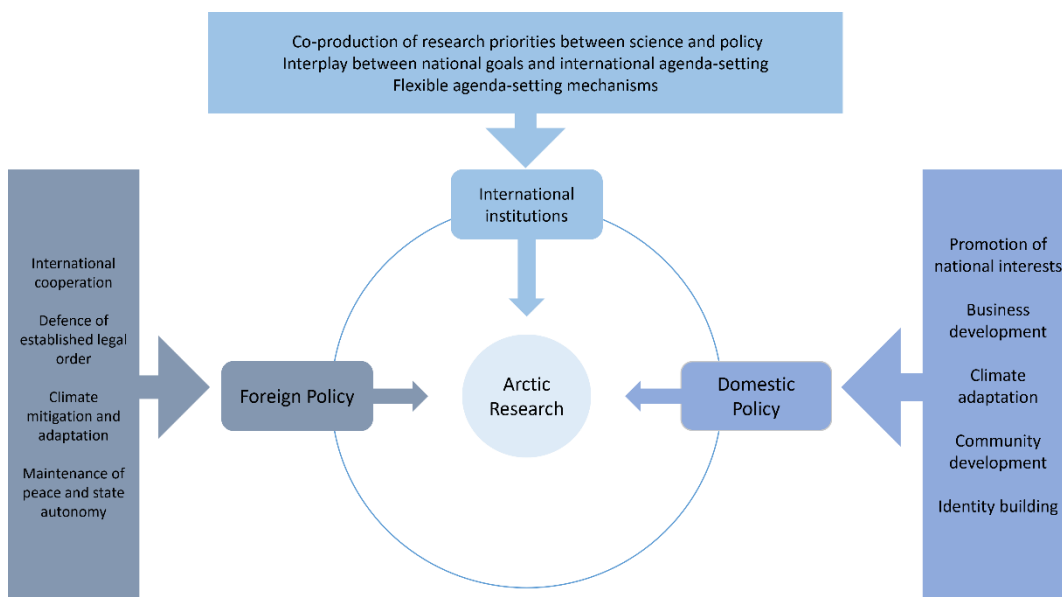 Co-production of research priorities between science and policy
Interplay between national goals and international agenda-setting
Flexible agenda-setting mechanisms
International
institutions
International
cooperation
Defence of
established legal
order
Climate
mitigation and
adaptation
Maintenance of
peace and state
autonomy
Foreign Policy
Arctic
Research
Domestic
Policy
Promotion of
national interests
Business
development
Climate
adaptation
Community
development
Identity building